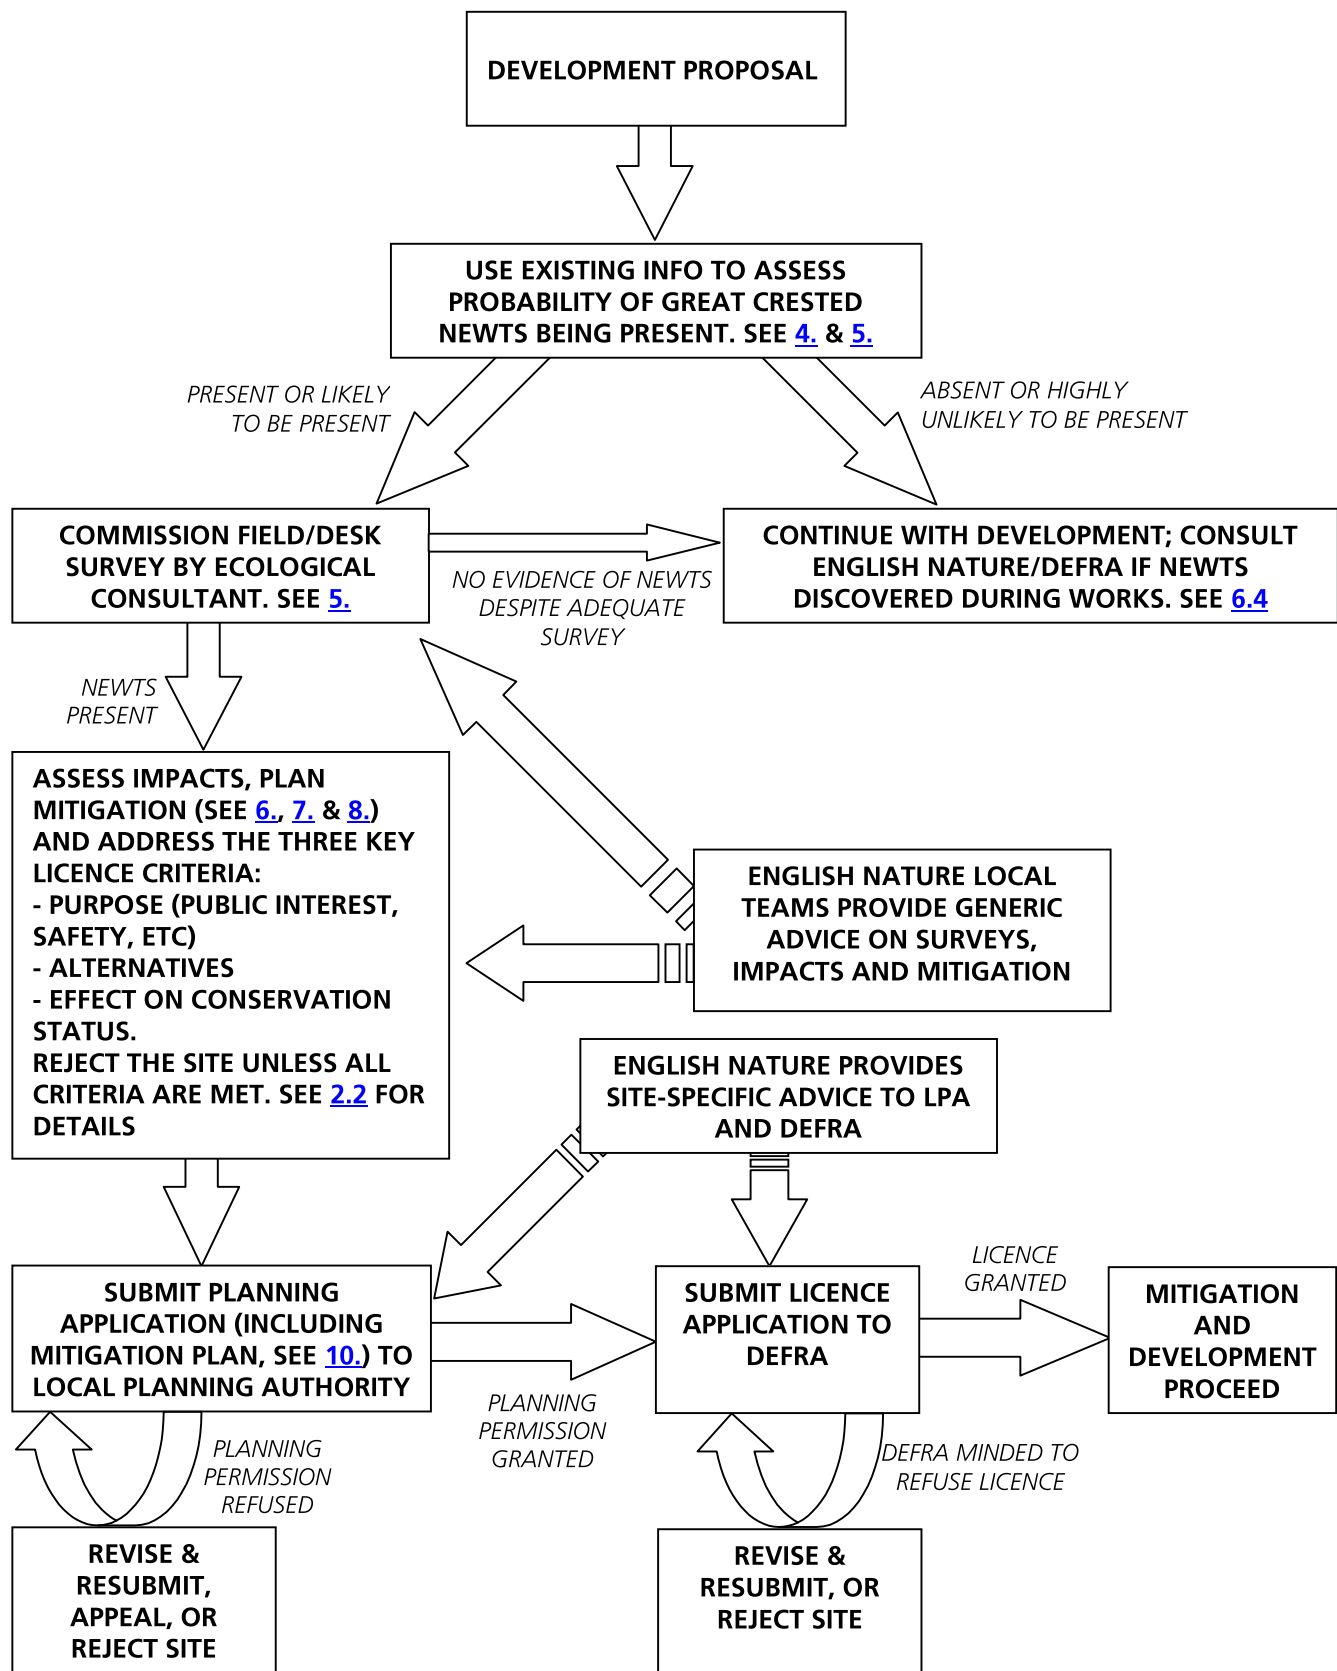 DEVELOPMENT PROPOSAL
USE EXISTING INFO TO ASSESS
PROBABILITY OF GREAT CRESTED
NEWTS BEING PRESENT. SEE 4. & 5.
PRESENT OR LIKELY
TO BE PRESENT
ABSENT OR HIGHLY
UNLIKELY TO BE PRESENT
COMMISSION FIELD/DESK
SURVEY BY ECOLOGICAL
CONSULTANT. SEE 5.
NO EVIDENCE OF NEWTS
DESPITE ADEQUATE
SURVEY
CONTINUE WITH DEVELOPMENT; CONSULT
ENGLISH NATURE/DEFRA IF NEWTS
DISCOVERED DURING WORKS. SEE 6.4
NEWTS
PRESENT
ASSESS IMPACTS, PLAN
MITIGATION (SEE 6., 7. & 8.)
AND ADDRESS THE THREE KEY
LICENCE CRITERIA:
- PURPOSE (PUBLIC INTEREST,
SAFETY, ETC)
- ALTERNATIVES
- EFFECT ON CONSERVATION
STATUS.
REJECT THE SITE UNLESS ALL
CRITERIA ARE MET. SEE 2.2 FOR
DETAILS
ENGLISH NATURE LOCAL
TEAMS PROVIDE GENERIC
ADVICE ON SURVEYS,
IMPACTS AND MITIGATION
ENGLISH NATURE PROVIDES
SITE-SPECIFIC ADVICE TO LPA
AND DEFRA
SUBMIT PLANNING
APPLICATION (INCLUDING
MITIGATION PLAN, SEE 10.) TO
LOCAL PLANNING AUTHORITY
PLANNING
PERMISSION
GRANTED
SUBMIT LICENCE
APPLICATION TO
DEFRA
LICENCE
GRANTED
MITIGATION
AND
DEVELOPMENT
PROCEED
PLANNING
PERMISSION
REFUSED
DEFRA MINDED TO
REFUSE LICENCE
REVISE &
RESUBMIT,
APPEAL, OR
REJECT SITE
REVISE &
RESUBMIT, OR
REJECT SITE